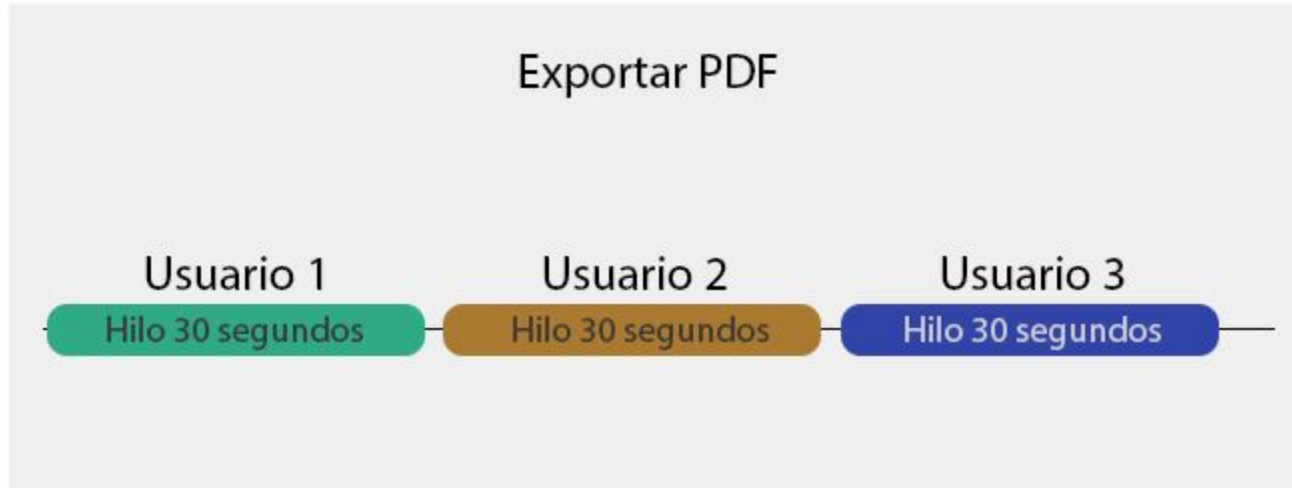 Exportar PDF
Usuario 1
Usuario 2
Usuario 3
Hilo 30 segundos
Hilo 30 segundos
Hilo 30 segundos